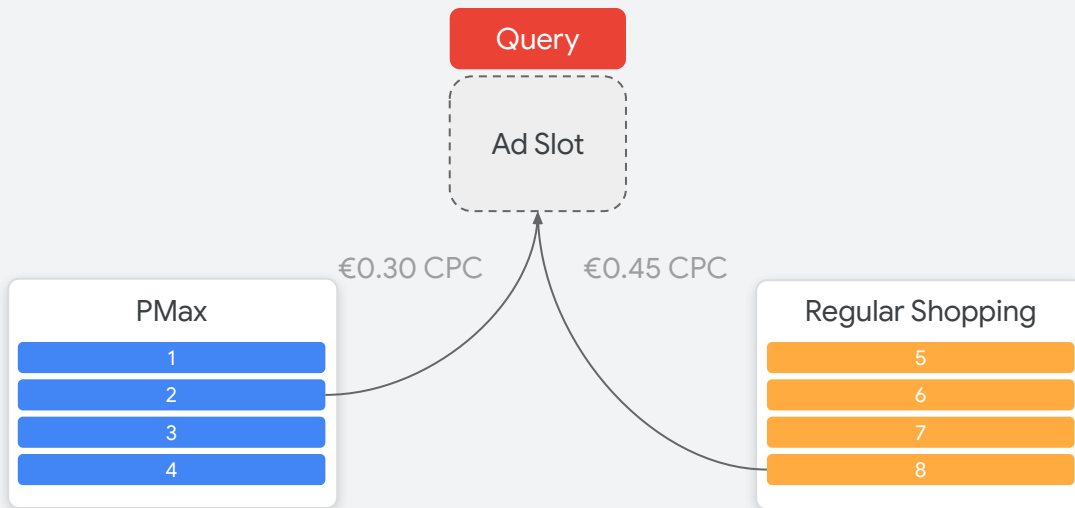 Query
Ad Slot
€0.30 CPC
€0.45 CPC
PMax
1
2
3
4
Regular Shopping
5
6
7
8